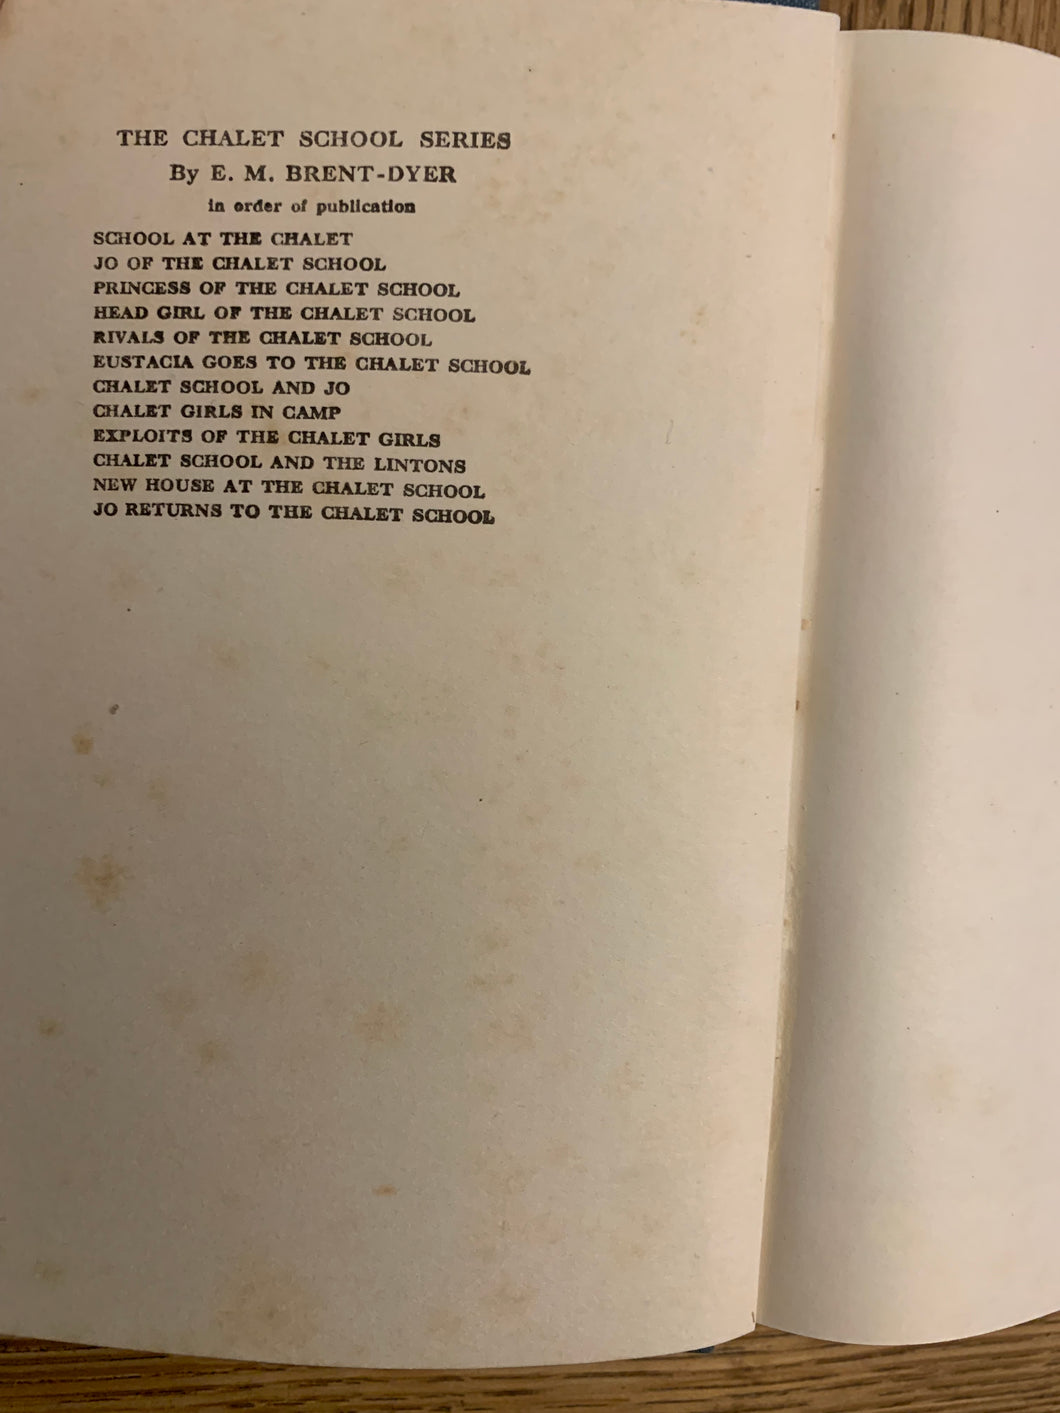 THE CHALET SCHOOL SERIES
By E. M. BRENT-DYER
in order of publication
SCHOOL AT THE CHALET
JO OF THE CHALET SCHOOL
PRINCESS OF THE CHALET SCHOOL
HEAD GIRL OF THE CHALET SCHOOL
RIVALS OF THE CHALET SCHOOL
EUSTACIA GOES TO THE CHALET SCHOOL
CHALET SCHOOL AND JO
CHALET GIRLS IN CAMP
EXPLOITS OF THE CHALET GIRLS
CHALET SCHOOL AND THE LINTONS
NEW HOUSE AT THE CHALET SCHOOL
JO RETURNS TO THE CHALET SCHOOL